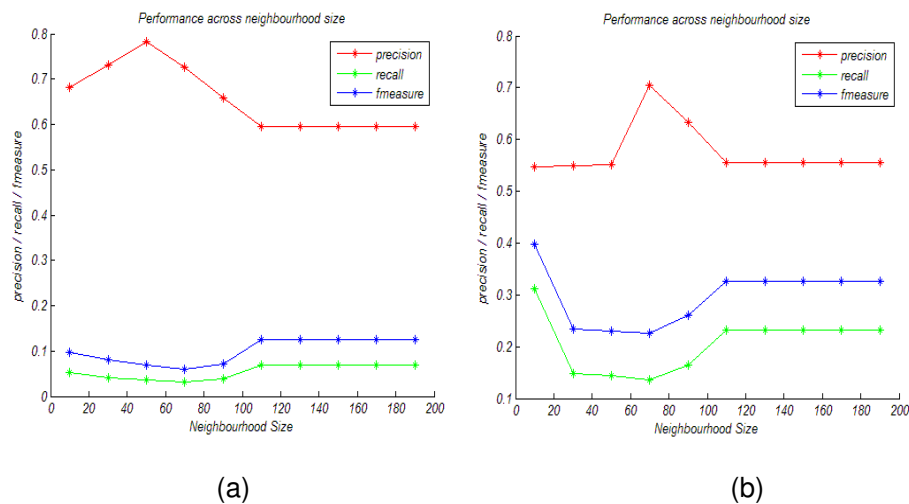 Performance across neighbourhood size
0.8
0.7
0.6
0.5
0.4
0.3
0.2
0.1
0
precision / recall / fmeasure
precision
recall
fmeasure
0 20 40 60 80 100 120 140 160 180 200
Neighbourhood Size
(a)
Performance across neighbourhood size
0.8
0.7
0.6
0.5
0.4
0.3
0.2
0.1
precision / recall / fmeasure
precision
recall
fmeasure
0 20 40 60 80 100 120 140 160 180 200
Neighbourhood Size
(b)